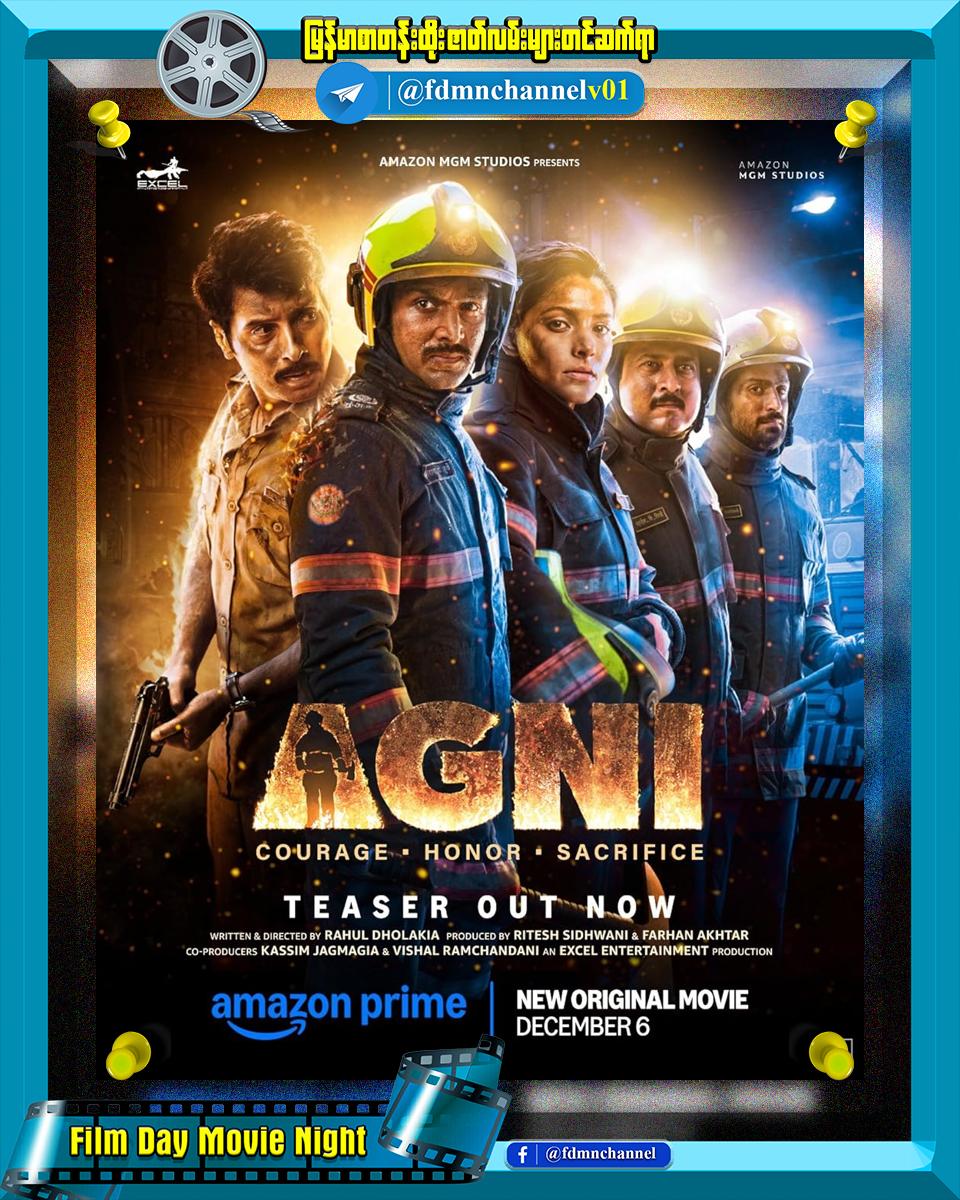 မြန်မာစာတန်းထိုးဇာတ်လမ်းများတင်ဆက်ရာ
@fdmnchannelv01
EXCEL
AMAZON MGM STUDIOS PRESENTS
AMAZON
MGM STUDIOS
AGNI
COURAGE · HONOR · SACRIFICE
TEASER OUT NOW
WRITTEN & DIRECTED BY RAHUL DHOLAKIA PRODUCED BY RITESH SIDHWANI & FARHAN AKHTAR
CO-PRODUCERS KASSIM JAGMAGIA & VISHAL RAMCHANDANI AN EXCEL ENTERTAINMENT PRODUCTION
amazon prime
NEW ORIGINAL MOVIE
DECEMBER 6
Film Day Movie Night
@fdmnchannel